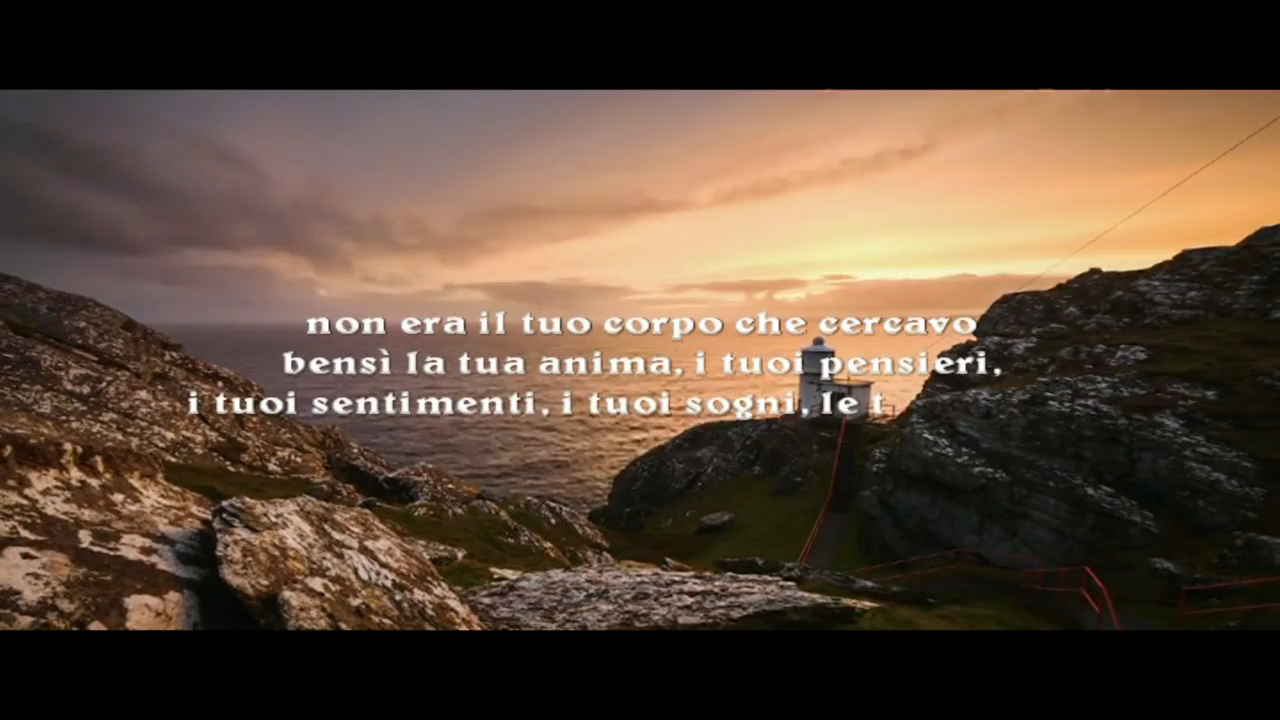 non era il tuo corpo che cercavo
bensì la tua anima, i tuoi pensieri,
i tuoi sentimenti, i tuoi sogni, le t